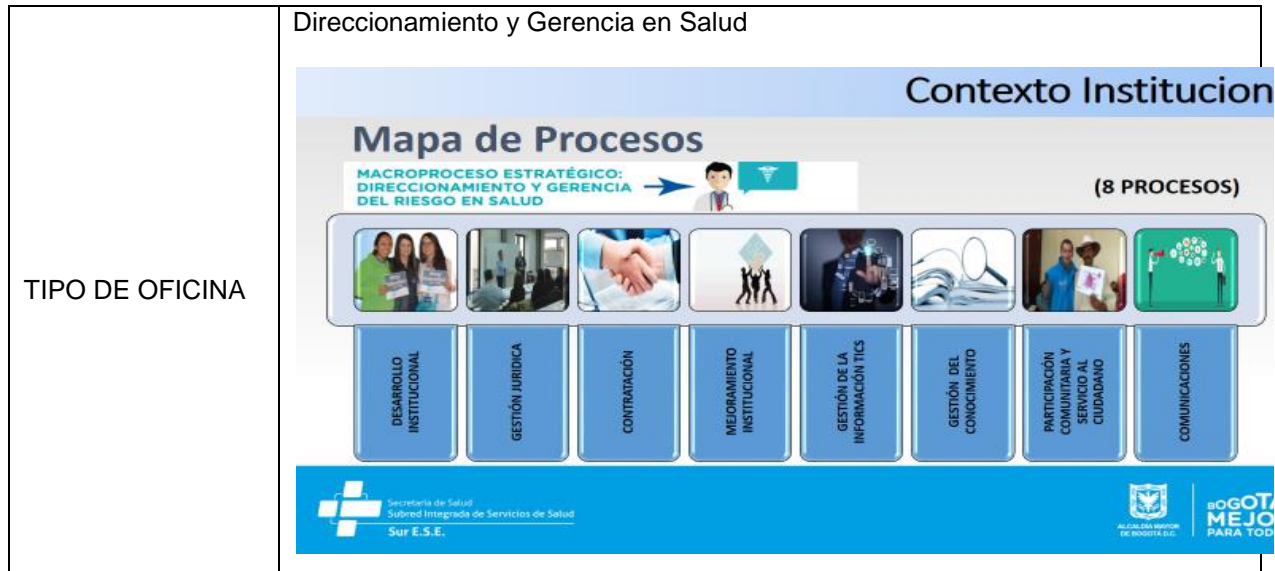 Direccionamiento y Gerencia en Salud
TIPO DE OFICINA
Contexto Institucion
Mapa de Procesos
MACROPROCESO ESTRATÉGICO:
DIRECCIONAMIENTO Y GERENCIA
DEL RIESGO EN SALUD
(8 PROCESOS)
DESARROLLO
INSTITUCIONAL
GESTIÓN JURIDICA
CONTRATACIÓN
MEJORAMIENTO
INSTITUCIONAL
GESTIÓN DE LA
INFORMACIÓN TICS
GESTIÓN DEL
CONOCIMIENTO
PARTICIPACIÓN
COMUNITARIA Y
SERVICIO AL
CIUDADANO
COMUNICACIONES
Secretaría de Salud
Subred Integrada de Servicios de Salud
Sur E.S.E.
ALCALDÍA MAYOR
DE BOGOTÁ D.C.
BOGOTA
MEJO
PARA TOD